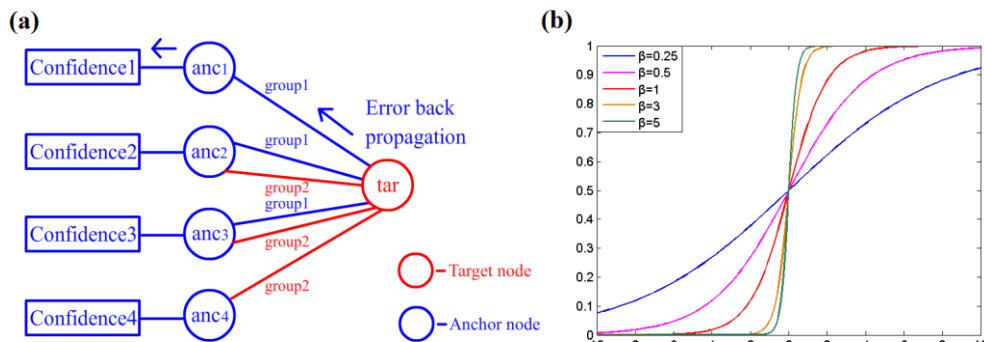 (a)
Confidence1
anc1
group1
Error back
propagation
Confidence2
anc2
group1
group2
tar
Confidence3
anc3
group1
group2
Target node
Confidence4
anc4
group2
Anchor node
(b)
1
0.9
0.8
0.7
0.6
0.5
0.4
0.3
0.2
0.1
0
β=0.25
β=0.5
β=1
β=3
β=5